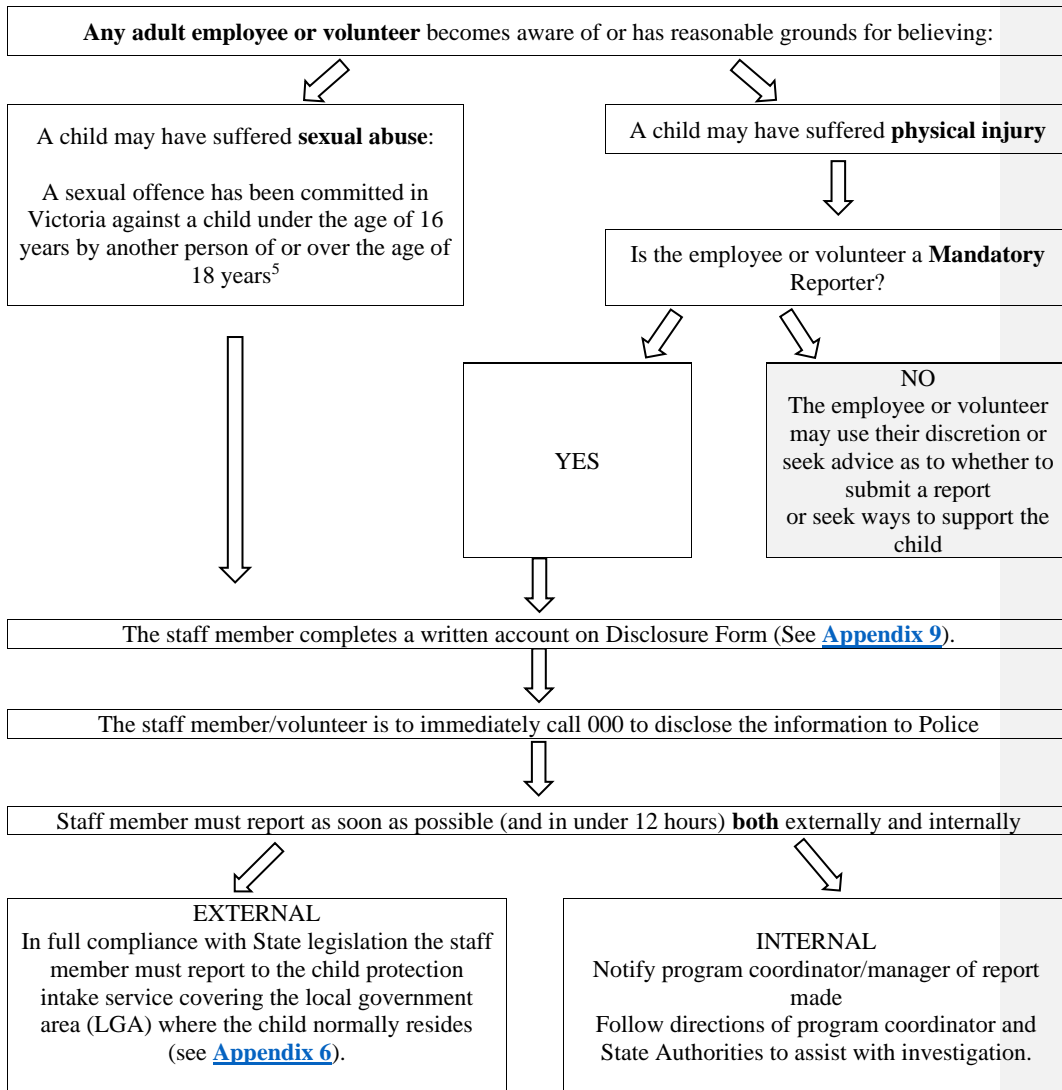 Any adult employee or volunteer becomes aware of or has reasonable grounds for believing:
A child may have suffered sexual abuse:
A sexual offence has been committed in
Victoria against a child under the age of 16
years by another person of or over the age of
18 years5
A child may have suffered physical injury
Is the employee or volunteer a Mandatory
Reporter?
YES
NO
The employee or volunteer
may use their discretion or
seek advice as to whether to
submit a report
or seek ways to support the
child
The staff member completes a written account on Disclosure Form (See Appendix 9).
The staff member/volunteer is to immediately call 000 to disclose the information to Police
Staff member must report as soon as possible (and in under 12 hours) both externally and internally
EXTERNAL
In full compliance with State legislation the staff
member must report to the child protection
intake service covering the local government
area (LGA) where the child normally resides
(see Appendix 6).
INTERNAL
Notify program coordinator/manager of report
made
Follow directions of program coordinator and
State Authorities to assist with investigation.